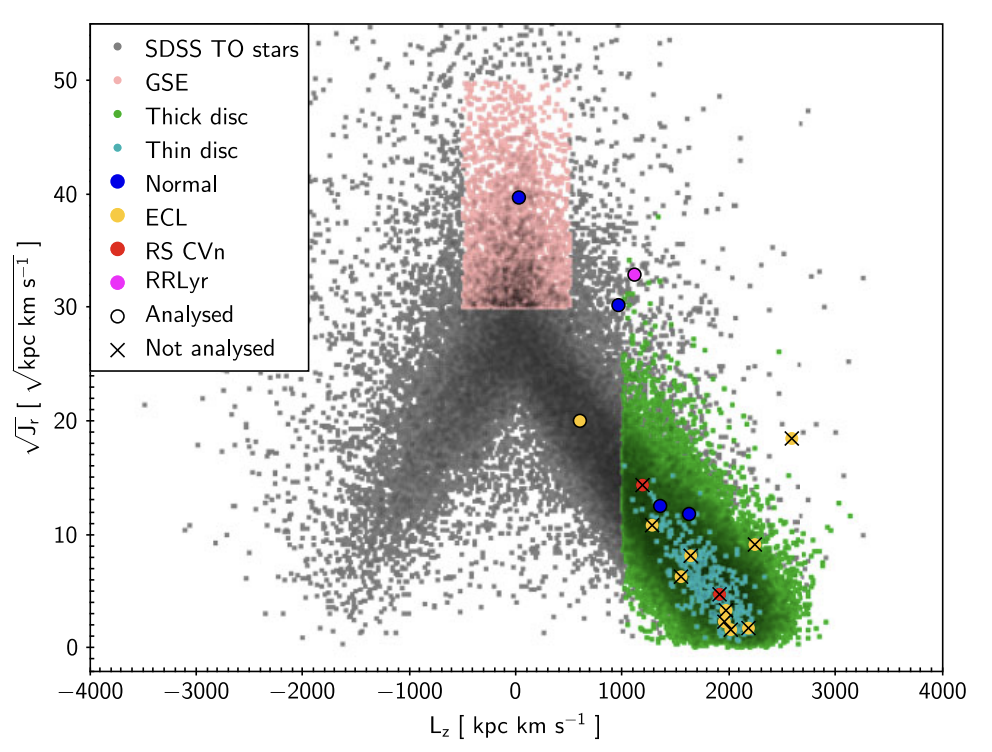 SDSS TO stars
GSE
Thick disc
Thin disc
Normal
ECL
RS CVn
RRLyr
Analysed
Not analysed
50
40
30
20
10
0
√J_r [ √kpc km s⁻¹ ]
−4000 −3000 −2000 −1000 0 1000 2000 3000 4000
L_z [ kpc km s⁻¹ ]